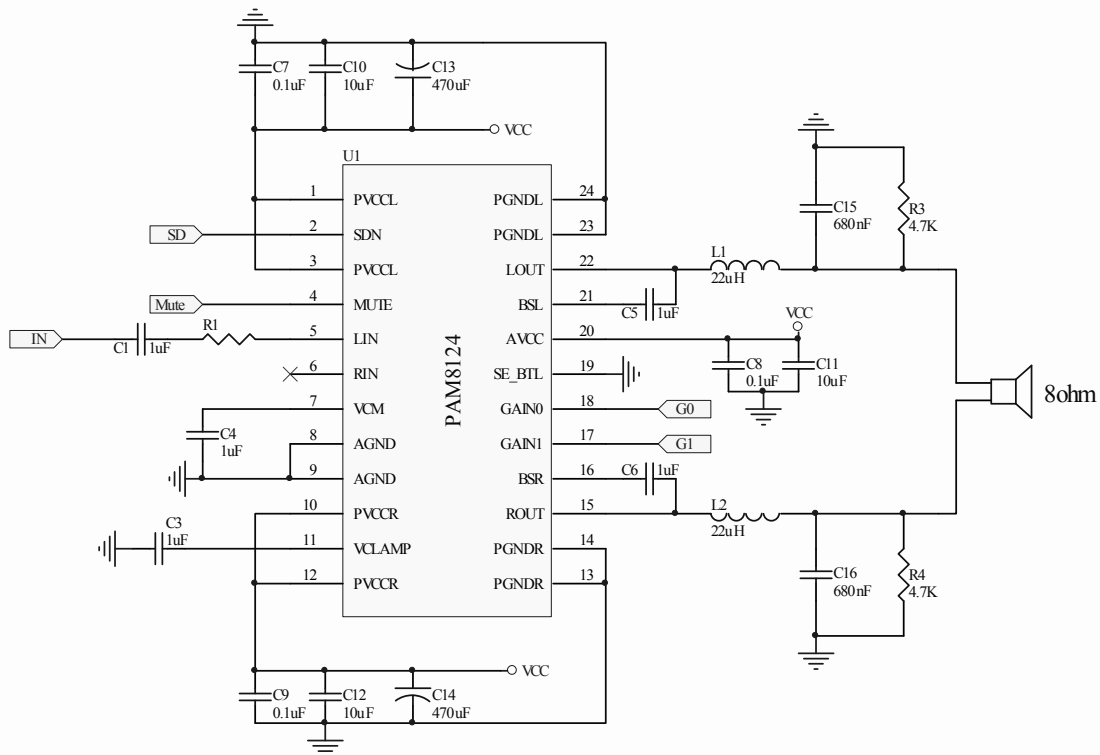 C7
0.1uF
C10
10uF
C13
470uF
VCC
U1
1
PVCCL
PGNDL
24
SD
2
SDN
PGNDL
23
3
PVCCL
LOUT
22
Mute
4
MUTE
BSL
21
IN
C1
1uF
R1
5
LIN
AVCC
20
6
RIN
SE_BTL
19
7
VCM
GAIN0
18
G0
C4
1uF
8
AGND
GAIN1
17
G1
9
AGND
BSR
16
10
PVCCR
ROUT
15
C3
1uF
11
VCLAMP
PGNDR
14
12
PVCCR
PGNDR
13
PAM8124
C15
680nF
R3
4.7K
L1
22uH
C5
1uF
VCC
C8
0.1uF
C11
10uF
8ohm
C6
1uF
L2
22uH
C16
680nF
R4
4.7K
VCC
C9
0.1uF
C12
10uF
C14
470uF